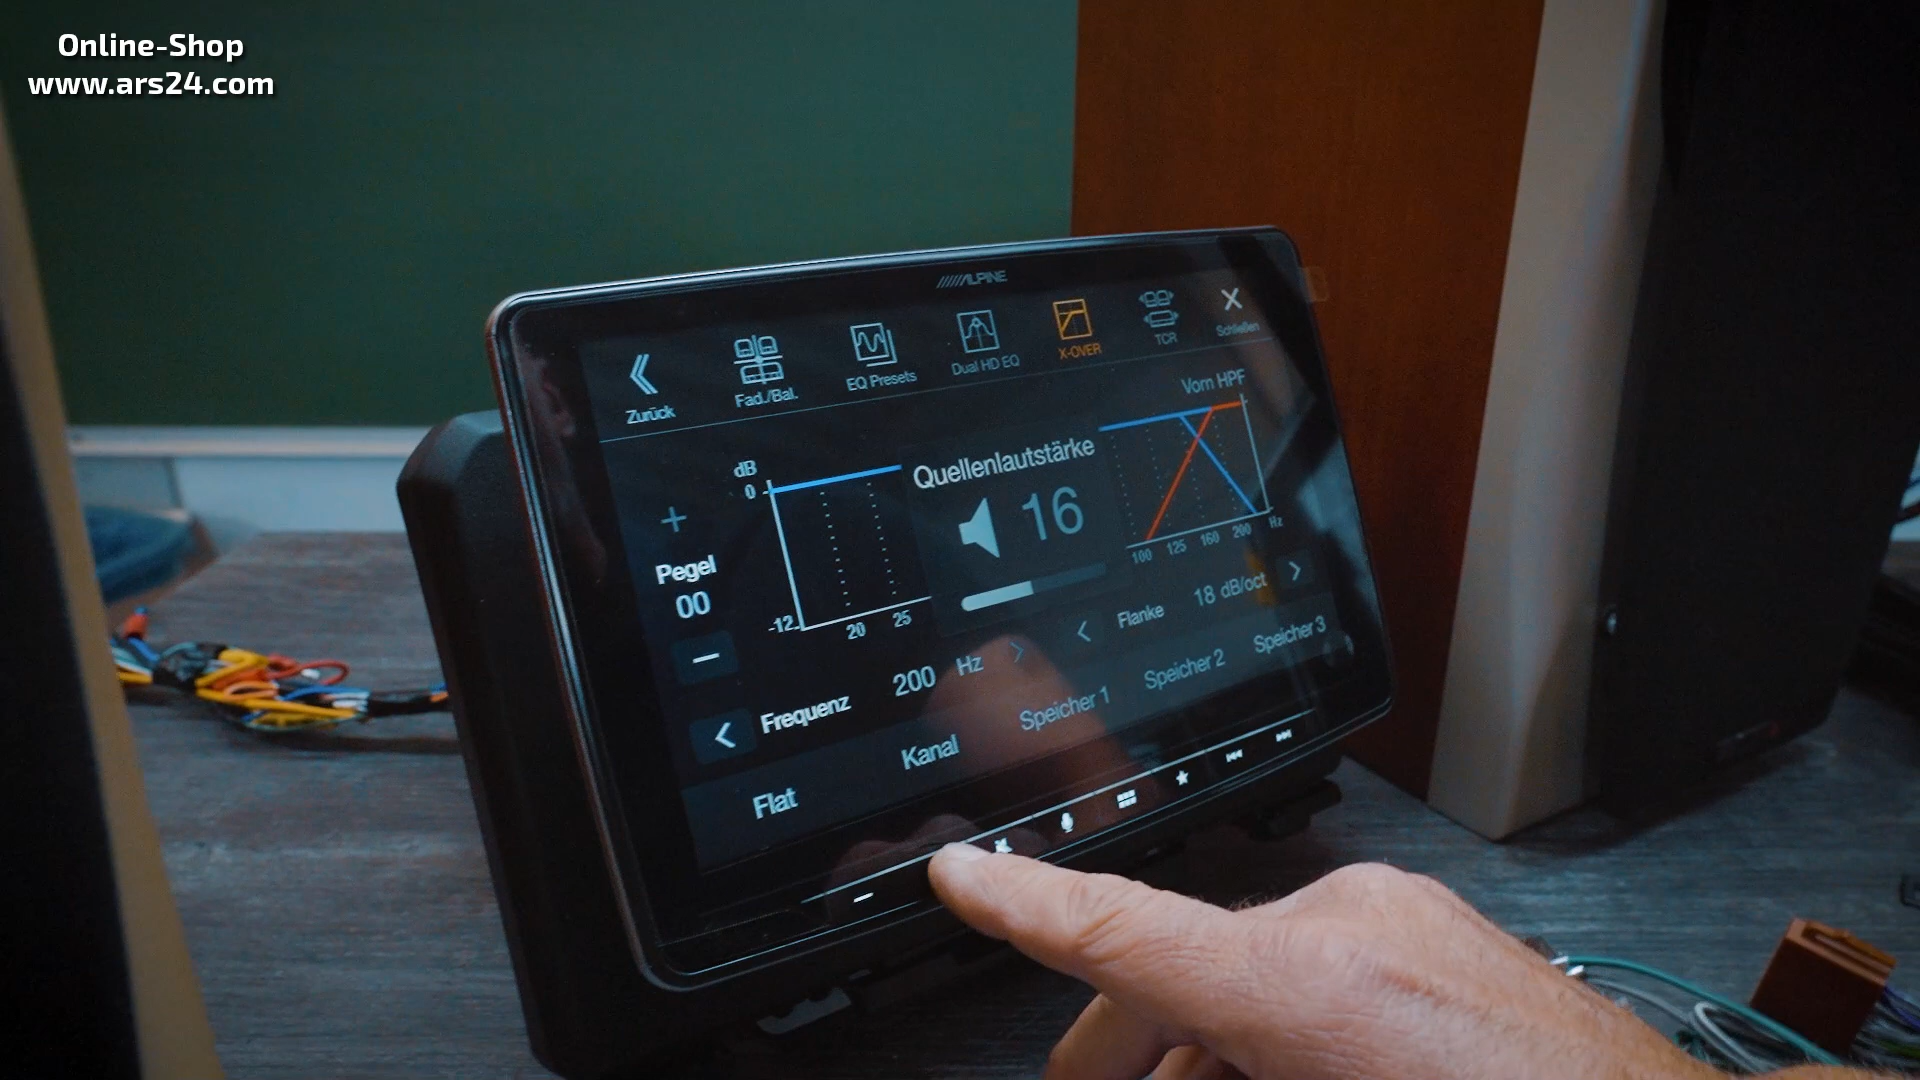 Online-Shop
www.ars24.com
ALPINE
Zurück
Fad./Bal.
EQ Presets
Dual HD EQ
X-OVER
TCR
Schließen
Vorn HPF
dB
0
-12
20 25
Quellenlautstärke
16
100 125 160 200 Hz
+
Pegel
00
−
Frequenz 200 Hz
Flanke 18 dB/oct
Flat
Kanal
Speicher 1
Speicher 2
Speicher 3